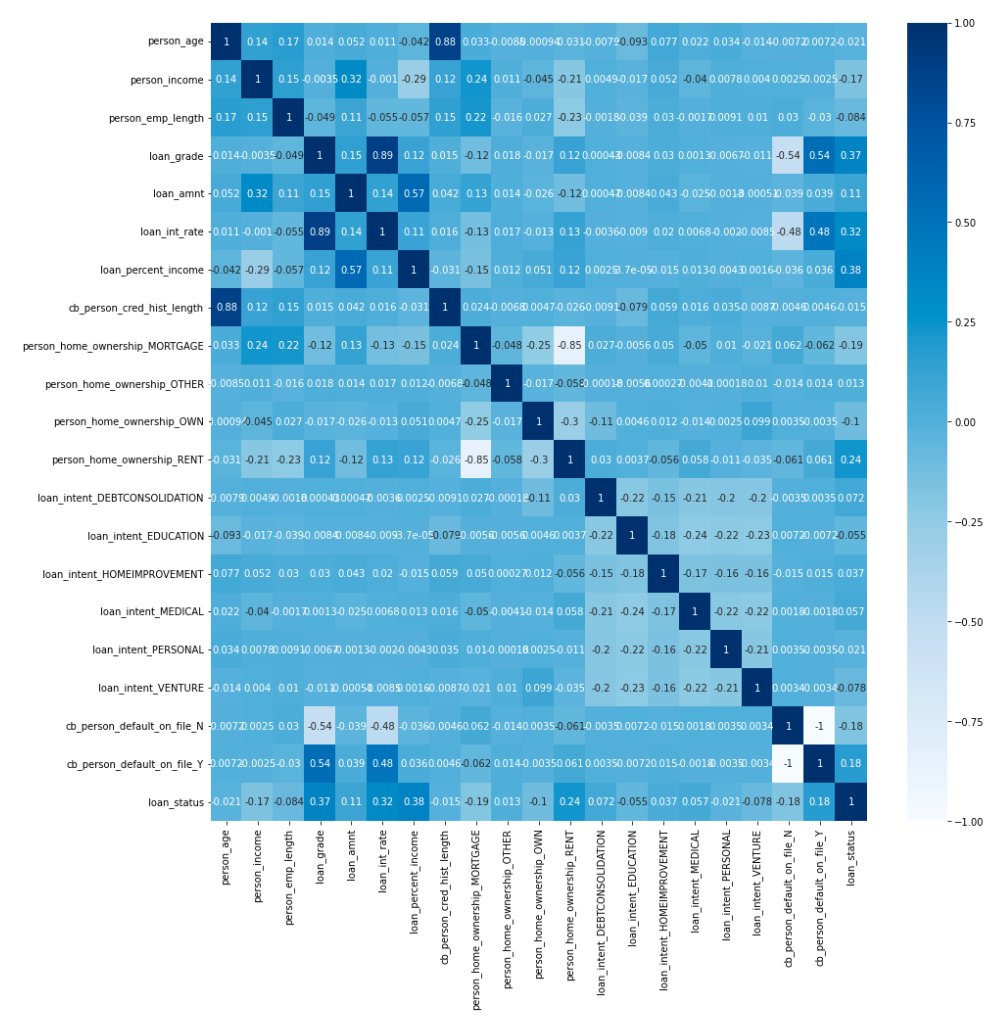 person_age 1 0.14 0.17 0.014 0.052 0.011 -0.042 0.88 0.033 -0.0085 0.00094 -0.031 -0.0079 -0.093 0.077 0.022 0.034 -0.014 -0.0072 0.0072 -0.021
person_income 0.14 1 0.15 -0.0035 0.32 -0.001 -0.29 0.12 0.24 0.011 -0.045 -0.21 0.0049 -0.017 0.052 -0.04 0.0078 0.004 0.0025 -0.0025 -0.17
person_emp_length 0.17 0.15 1 -0.049 0.11 -0.055 -0.057 0.15 0.22 -0.016 0.027 -0.23 -0.0018 -0.039 0.03 -0.0017 0.0091 0.01 0.03 -0.03 -0.084
loan_grade 0.014 -0.0035 -0.049 1 0.15 0.89 0.12 0.015 -0.12 0.018 -0.017 0.12 0.00043 -0.0084 0.03 0.0013 -0.0067 -0.011 -0.54 0.54 0.37
loan_amnt 0.052 0.32 0.11 0.15 1 0.14 0.57 0.042 0.13 0.014 -0.026 -0.12 0.00047 -0.0084 0.043 -0.025 -0.0013 -0.00051 -0.039 0.039 0.11
loan_int_rate 0.011 -0.001 -0.055 0.89 0.14 1 0.11 0.016 -0.13 0.017 -0.013 0.13 -0.0036 -0.009 0.02 0.0068 -0.002 -0.0085 -0.48 0.48 0.32
loan_percent_income -0.042 -0.29 -0.057 0.12 0.57 0.11 1 -0.031 -0.15 0.012 0.051 0.12 0.0025 3.7e-05 -0.015 0.013 -0.0043 0.0016 -0.036 0.036 0.38
cb_person_cred_hist_length 0.88 0.12 0.15 0.015 0.042 0.016 -0.031 1 0.024 -0.0068 0.0047 -0.026 -0.0091 -0.079 0.059 0.016 0.035 -0.0087 -0.0046 0.0046 -0.015
person_home_ownership_MORTGAGE 0.033 0.24 0.22 -0.12 0.13 -0.13 -0.15 0.024 1 -0.048 -0.25 -0.85 0.027 -0.0056 0.05 -0.05 0.01 -0.021 0.062 -0.062 -0.19
person_home_ownership_OTHER -0.0085 0.011 -0.016 0.018 0.014 0.017 0.012 -0.0068 -0.048 1 -0.017 -0.058 -0.00018 -0.0056 0.00027 -0.0041 -0.00018 0.01 -0.014 0.014 0.013
person_home_ownership_OWN 0.00094 -0.045 0.027 -0.017 -0.026 -0.013 0.051 0.0047 -0.25 -0.017 1 -0.3 -0.11 0.0046 0.012 -0.014 0.0025 0.099 0.0035 -0.0035 -0.1
person_home_ownership_RENT -0.031 -0.21 -0.23 0.12 -0.12 0.13 0.12 -0.026 -0.85 -0.058 -0.3 1 0.03 0.0037 -0.056 0.058 -0.011 -0.035 -0.061 0.061 0.24
loan_intent_DEBTCONSOLIDATION -0.0079 0.0049 -0.0018 0.00043 0.00047 -0.0036 0.0025 -0.0091 0.027 -0.00018 -0.11 0.03 1 -0.22 -0.15 -0.21 -0.2 -0.2 -0.0035 0.0035 0.072
loan_intent_EDUCATION -0.093 -0.017 -0.039 -0.0084 -0.0084 -0.009 3.7e-05 -0.079 -0.0056 -0.0056 0.0046 0.0037 -0.22 1 -0.18 -0.24 -0.22 -0.23 0.0072 -0.0072 -0.055
loan_intent_HOMEIMPROVEMENT 0.077 0.052 0.03 0.03 0.043 0.02 -0.015 0.059 0.05 0.00027 0.012 -0.056 -0.15 -0.18 1 -0.17 -0.16 -0.16 -0.015 0.015 0.037
loan_intent_MEDICAL 0.022 -0.04 -0.0017 0.0013 -0.025 0.0068 0.013 0.016 -0.05 -0.0041 -0.014 0.058 -0.21 -0.24 -0.17 1 -0.22 -0.22 0.0018 -0.0018 0.057
loan_intent_PERSONAL 0.034 0.0078 0.0091 -0.0067 -0.0013 -0.002 -0.0043 0.035 0.01 -0.00018 0.0025 -0.011 -0.2 -0.22 -0.16 -0.22 1 -0.21 0.0035 -0.0035 -0.021
loan_intent_VENTURE -0.014 0.004 0.01 -0.011 -0.00051 -0.0085 0.0016 -0.0087 -0.021 0.01 0.099 -0.035 -0.2 -0.23 -0.16 -0.22 -0.21 1 0.0034 -0.0034 -0.078
cb_person_default_on_file_N -0.0072 0.0025 0.03 -0.54 -0.039 -0.48 -0.036 -0.0046 0.062 -0.014 0.0035 -0.061 -0.0035 0.0072 -0.015 0.0018 0.0035 0.0034 1 -1 -0.18
cb_person_default_on_file_Y 0.0072 -0.0025 -0.03 0.54 0.039 0.48 0.036 0.0046 -0.062 0.014 -0.0035 0.061 0.0035 -0.0072 0.015 -0.0018 -0.0035 -0.0034 -1 1 0.18
loan_status -0.021 -0.17 -0.084 0.37 0.11 0.32 0.38 -0.015 -0.19 0.013 -0.1 0.24 0.072 -0.055 0.037 0.057 -0.021 -0.078 -0.18 0.18 1
person_age
person_income
person_emp_length
loan_grade
loan_amnt
loan_int_rate
loan_percent_income
cb_person_cred_hist_length
person_home_ownership_MORTGAGE
person_home_ownership_OTHER
person_home_ownership_OWN
person_home_ownership_RENT
loan_intent_DEBTCONSOLIDATION
loan_intent_EDUCATION
loan_intent_HOMEIMPROVEMENT
loan_intent_MEDICAL
loan_intent_PERSONAL
loan_intent_VENTURE
cb_person_default_on_file_N
cb_person_default_on_file_Y
loan_status
1.00
0.75
0.50
0.25
0.00
−0.25
−0.50
−0.75
−1.00